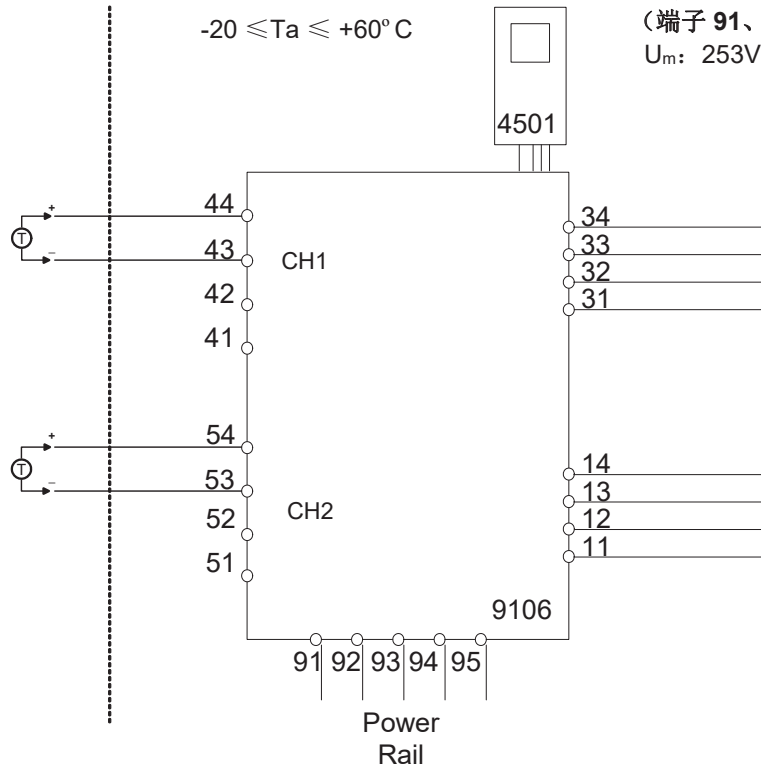 -20 ≤Ta ≤ +60° C
（端子 91、
Um：253V
4501
44
43
42
41
CH1
34
33
32
31
+
T
−
54
53
52
51
CH2
14
13
12
11
+
T
−
9106
91 92 93 94 95
Power
Rail